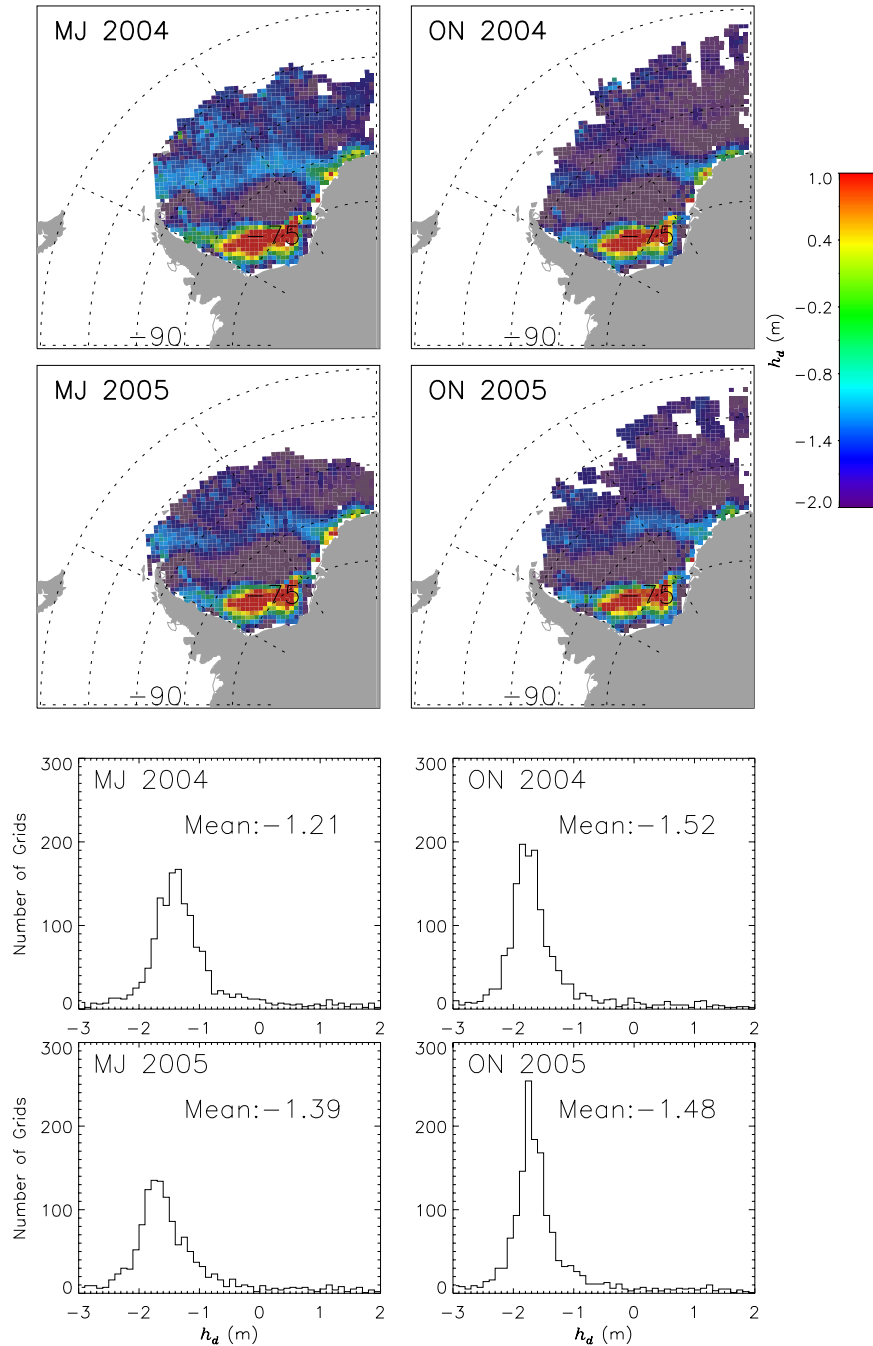 MJ 2004
ON 2004
−75
−75
−90
−90
1.0
0.4
−0.2
−0.8
−1.4
−2.0
h_d (m)
MJ 2005
ON 2005
75
75
−90
−90
300
200
100
0
Number of Grids
MJ 2004
Mean:−1.21
−3 −2 −1 0 1 2
300
200
100
0
ON 2004
Mean:−1.52
−3 −2 −1 0 1 2
300
200
100
0
Number of Grids
MJ 2005
Mean:−1.39
−3 −2 −1 0 1 2
h_d (m)
300
200
100
0
ON 2005
Mean:−1.48
−3 −2 −1 0 1 2
h_d (m)